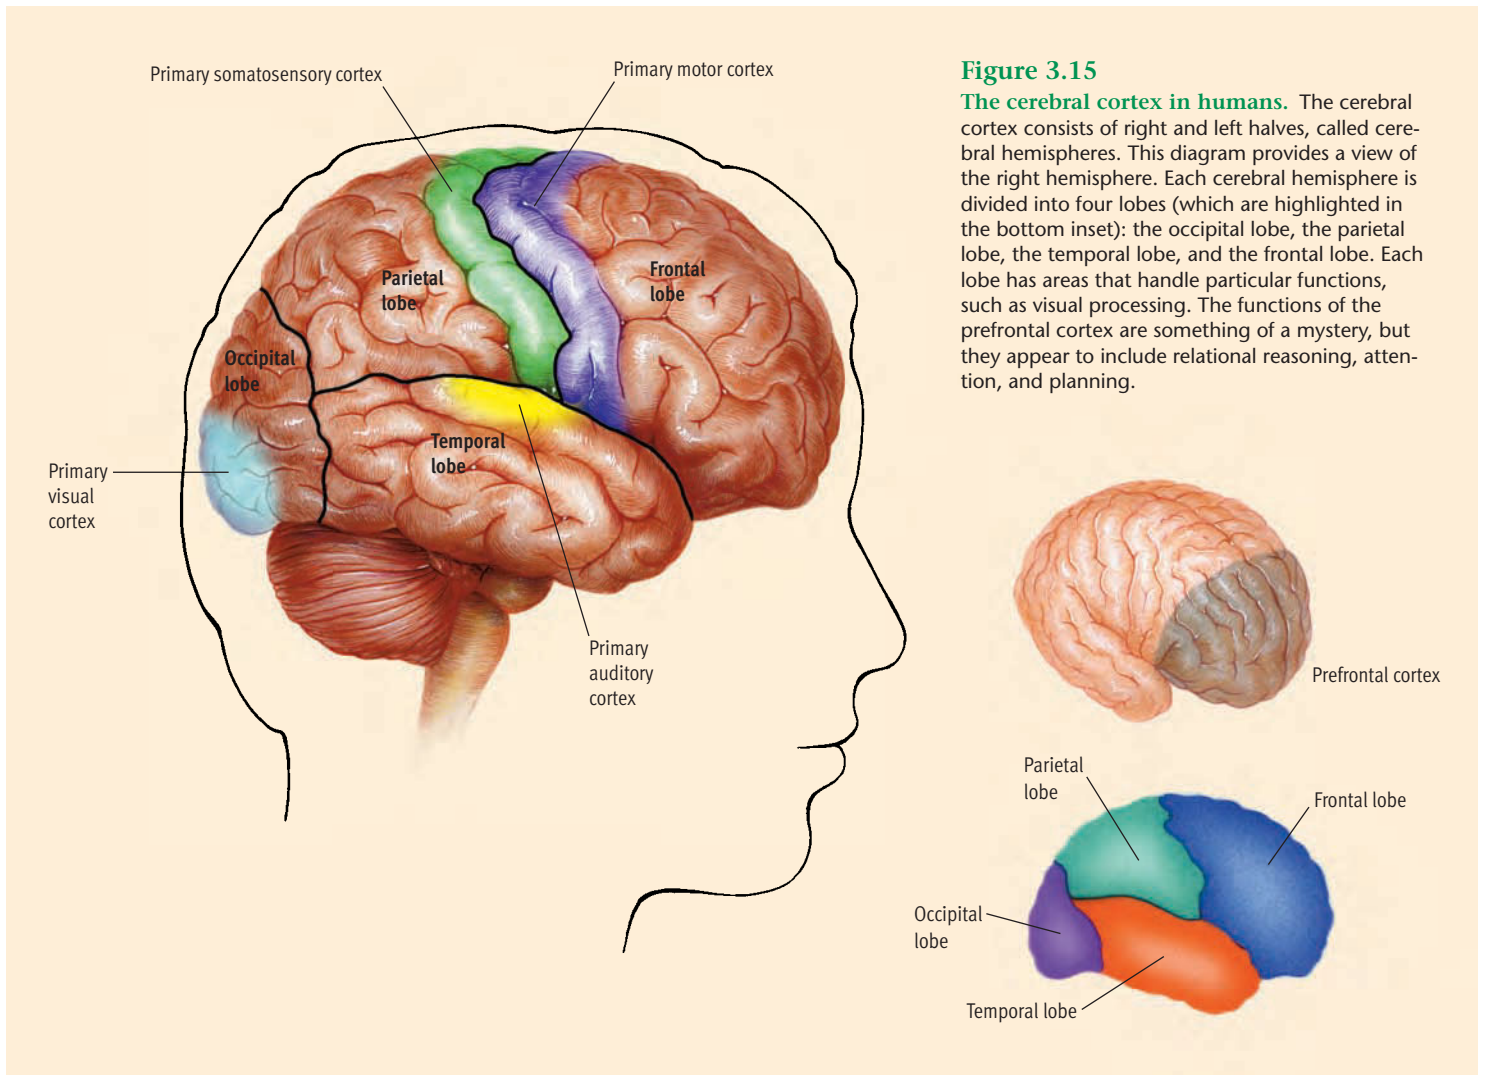 Primary somatosensory cortex
Primary motor cortex
Parietal
lobe
Frontal
lobe
Occipital
lobe
Temporal
lobe
Primary
visual
cortex
Primary
auditory
cortex
Figure 3.15
The cerebral cortex in humans. The cerebral
cortex consists of right and left halves, called cere-
bral hemispheres. This diagram provides a view of
the right hemisphere. Each cerebral hemisphere is
divided into four lobes (which are highlighted in
the bottom inset): the occipital lobe, the parietal
lobe, the temporal lobe, and the frontal lobe. Each
lobe has areas that handle particular functions,
such as visual processing. The functions of the
prefrontal cortex are something of a mystery, but
they appear to include relational reasoning, atten-
tion, and planning.
Prefrontal cortex
Parietal
lobe
Frontal lobe
Occipital
lobe
Temporal lobe